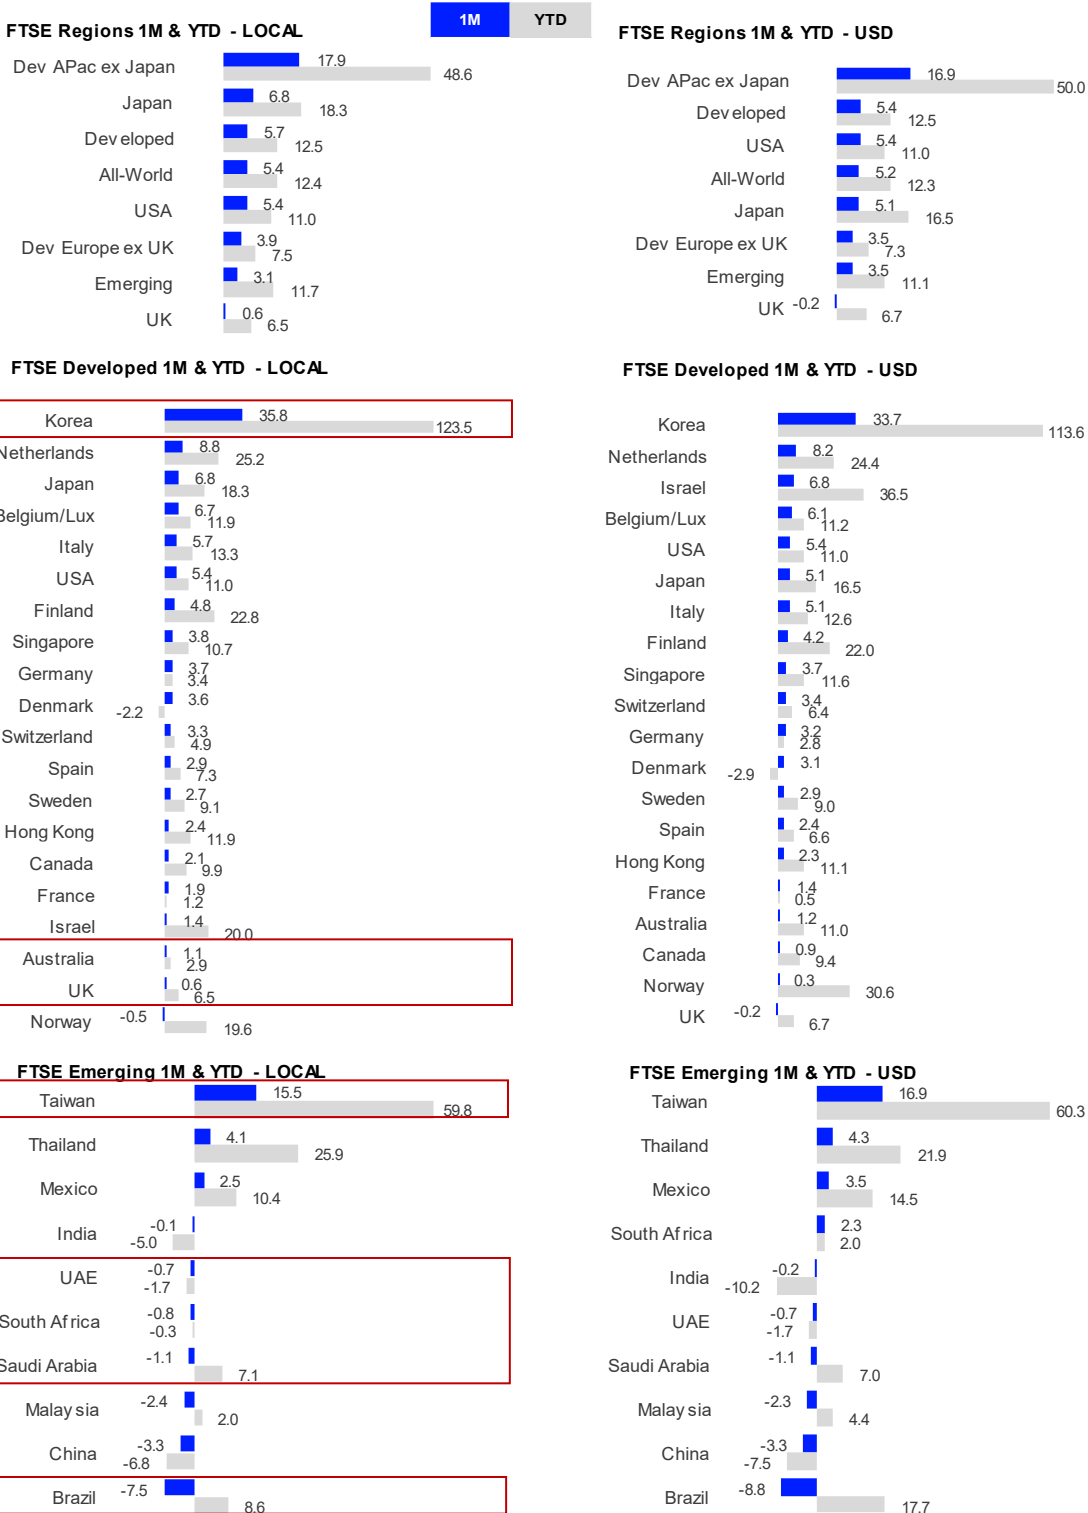 1M YTD
FTSE Regions 1M & YTD - LOCAL
Dev APac ex Japan 17.9 48.6
Japan 6.8 18.3
Developed 5.7 12.5
All-World 5.4 12.4
USA 5.4 11.0
Dev Europe ex UK 3.9 7.5
Emerging 3.1 11.7
UK 0.6 6.5
FTSE Regions 1M & YTD - USD
Dev APac ex Japan 16.9 50.0
Developed 5.4 12.5
USA 5.4 11.0
All-World 5.2 12.3
Japan 5.1 16.5
Dev Europe ex UK 3.5 7.3
Emerging 3.5 11.1
UK -0.2 6.7
FTSE Developed 1M & YTD - LOCAL
Korea 35.8 123.5
Netherlands 8.8 25.2
Japan 6.8 18.3
Belgium/Lux 6.7 11.9
Italy 5.7 13.3
USA 5.4 11.0
Finland 4.8 22.8
Singapore 3.8 10.7
Germany 3.7 3.4
Denmark 3.6 -2.2
Switzerland 3.3 4.9
Spain 2.9 7.3
Sweden 2.7 9.1
Hong Kong 2.4 11.9
Canada 2.1 9.9
France 1.9 1.2
Israel 1.4 20.0
Australia 1.1 2.9
UK 0.6 6.5
Norway -0.5 19.6
FTSE Developed 1M & YTD - USD
Korea 33.7 113.6
Netherlands 8.2 24.4
Israel 6.8 36.5
Belgium/Lux 6.1 11.2
USA 5.4 11.0
Japan 5.1 16.5
Italy 5.1 12.6
Finland 4.2 22.0
Singapore 3.7 11.6
Switzerland 3.4 6.4
Germany 3.2 2.8
Denmark 3.1 -2.9
Sweden 2.9 9.0
Spain 2.4 6.6
Hong Kong 2.3 11.1
France 1.4 0.5
Australia 1.2 11.0
Canada 0.9 9.4
Norway 0.3 30.6
UK -0.2 6.7
FTSE Emerging 1M & YTD - LOCAL
Taiwan 15.5 59.8
Thailand 4.1 25.9
Mexico 2.5 10.4
India -0.1 -5.0
UAE -0.7 -1.7
South Africa -0.8 -0.3
Saudi Arabia -1.1 7.1
Malaysia -2.4 2.0
China -3.3 -6.8
Brazil -7.5 8.6
FTSE Emerging 1M & YTD - USD
Taiwan 16.9 60.3
Thailand 4.3 21.9
Mexico 3.5 14.5
South Africa 2.3 2.0
India -0.2 -10.2
UAE -0.7 -1.7
Saudi Arabia -1.1 7.0
Malaysia -2.3 4.4
China -3.3 -7.5
Brazil -8.8 17.7